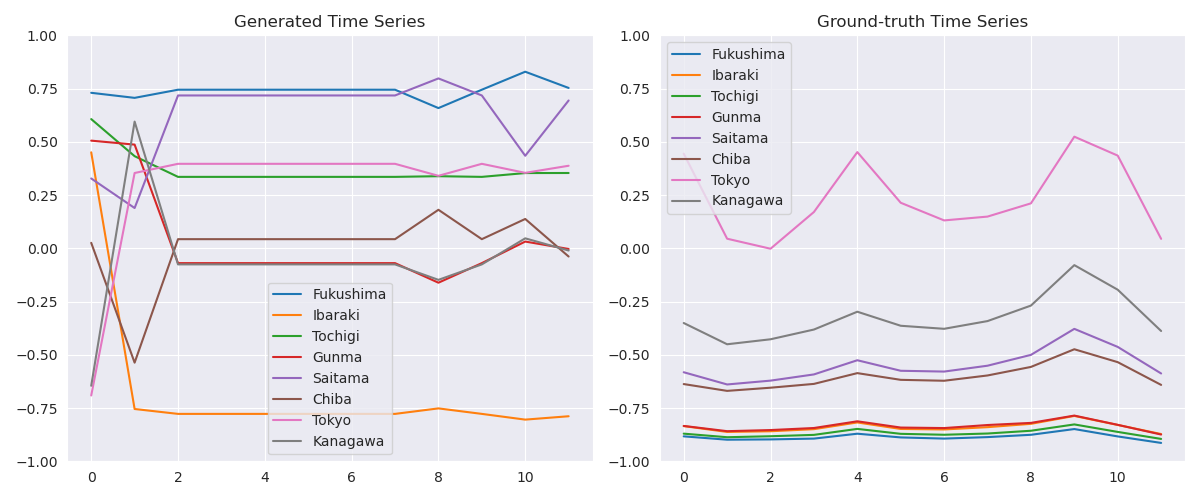 Generated Time Series
1.00
0.75
0.50
0.25
0.00
−0.25
−0.50
−0.75
−1.00
0 2 4 6 8 10
Fukushima
Ibaraki
Tochigi
Gunma
Saitama
Chiba
Tokyo
Kanagawa
Ground-truth Time Series
1.00
0.75
0.50
0.25
0.00
−0.25
−0.50
−0.75
−1.00
0 2 4 6 8 10
Fukushima
Ibaraki
Tochigi
Gunma
Saitama
Chiba
Tokyo
Kanagawa